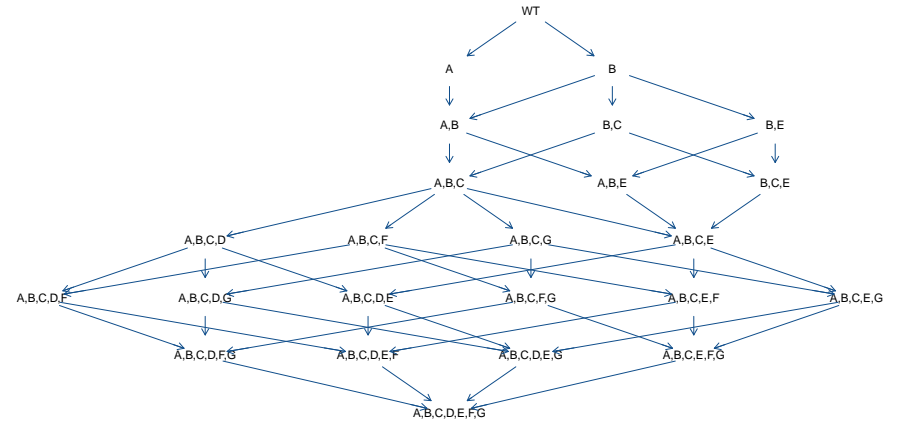 WT
A B
A,B B,C B,E
A,B,C A,B,E B,C,E
A,B,C,D A,B,C,F A,B,C,G A,B,C,E
A,B,C,D,F A,B,C,D,G A,B,C,D,E A,B,C,F,G A,B,C,E,F A,B,C,E,G
A,B,C,D,F,G A,B,C,D,E,F A,B,C,D,E,G A,B,C,E,F,G
A,B,C,D,E,F,G